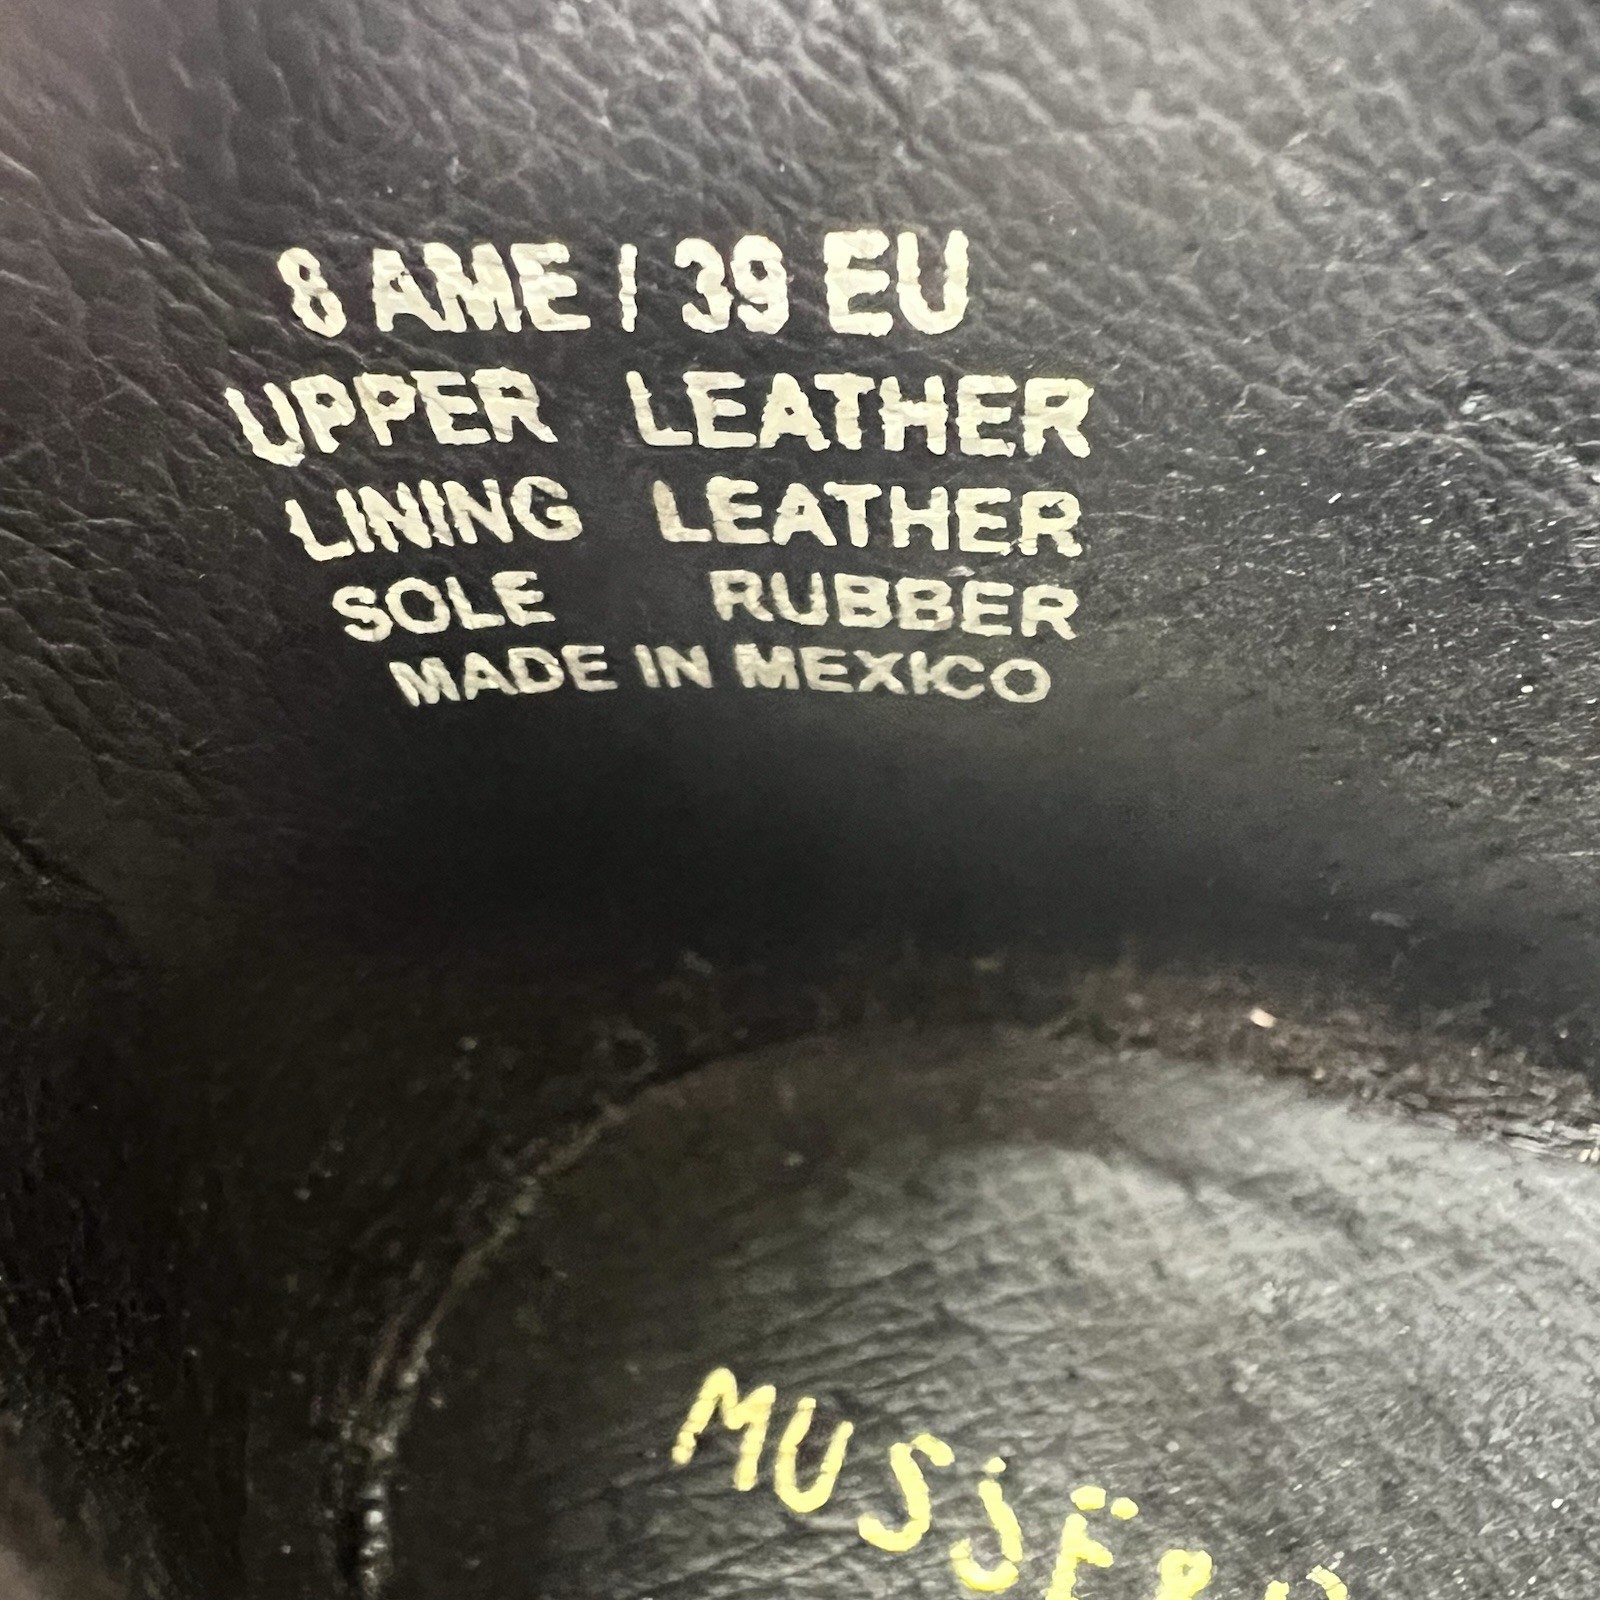 8 AME / 39 EU
UPPER LEATHER
LINING LEATHER
SOLE RUBBER
MADE IN MEXICO